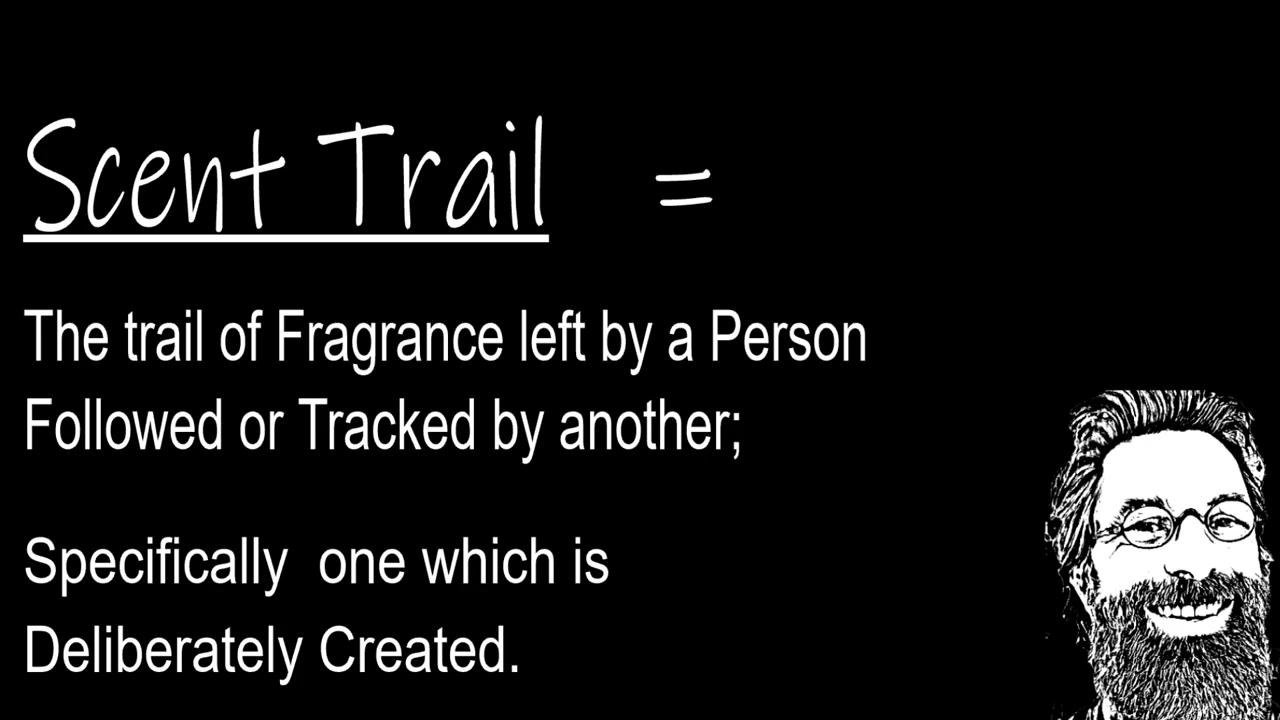 Scent Trail =
The trail of Fragrance left by a Person
Followed or Tracked by another;
Specifically one which is
Deliberately Created.